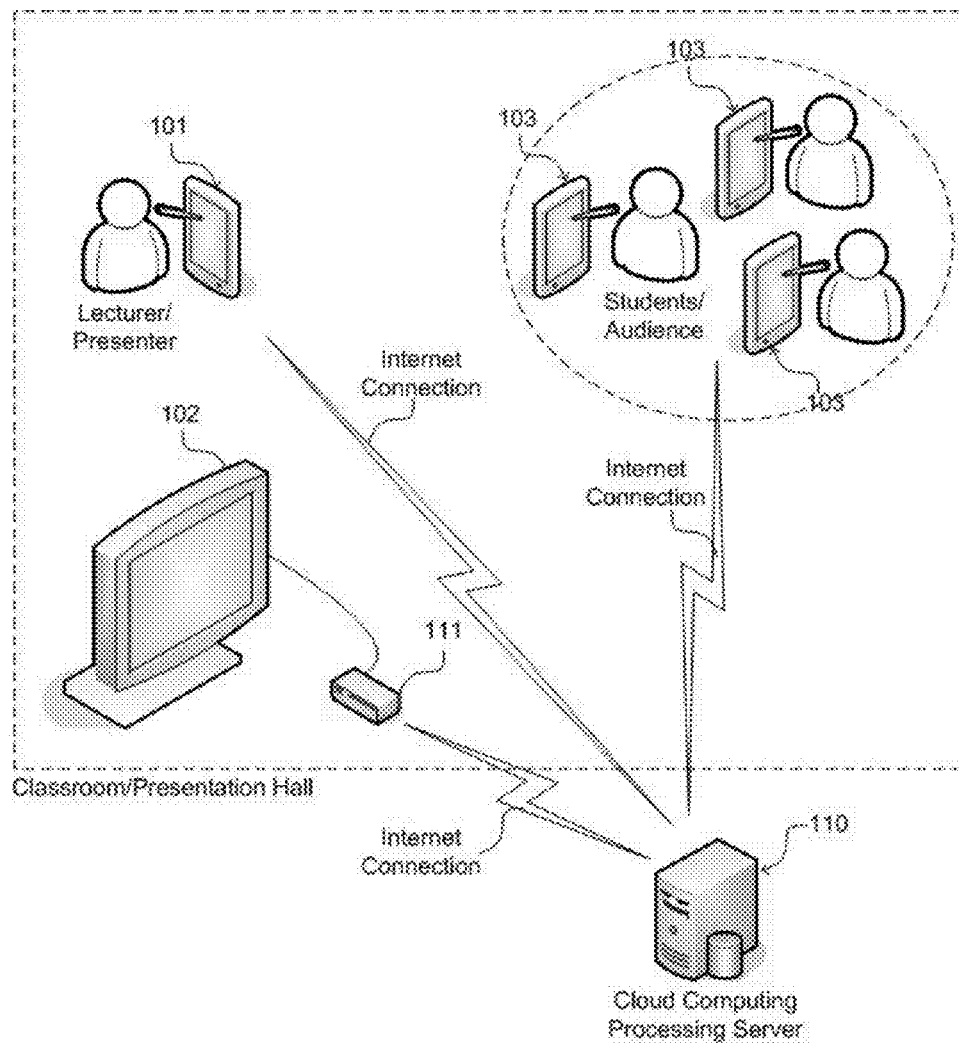 103
101
103
Lecturer/
Presenter
Students/
Audience
103
Internet
Connection
102
Internet
Connection
111
Classroom/Presentation Hall
Internet
Connection
110
Cloud Computing
Processing Server